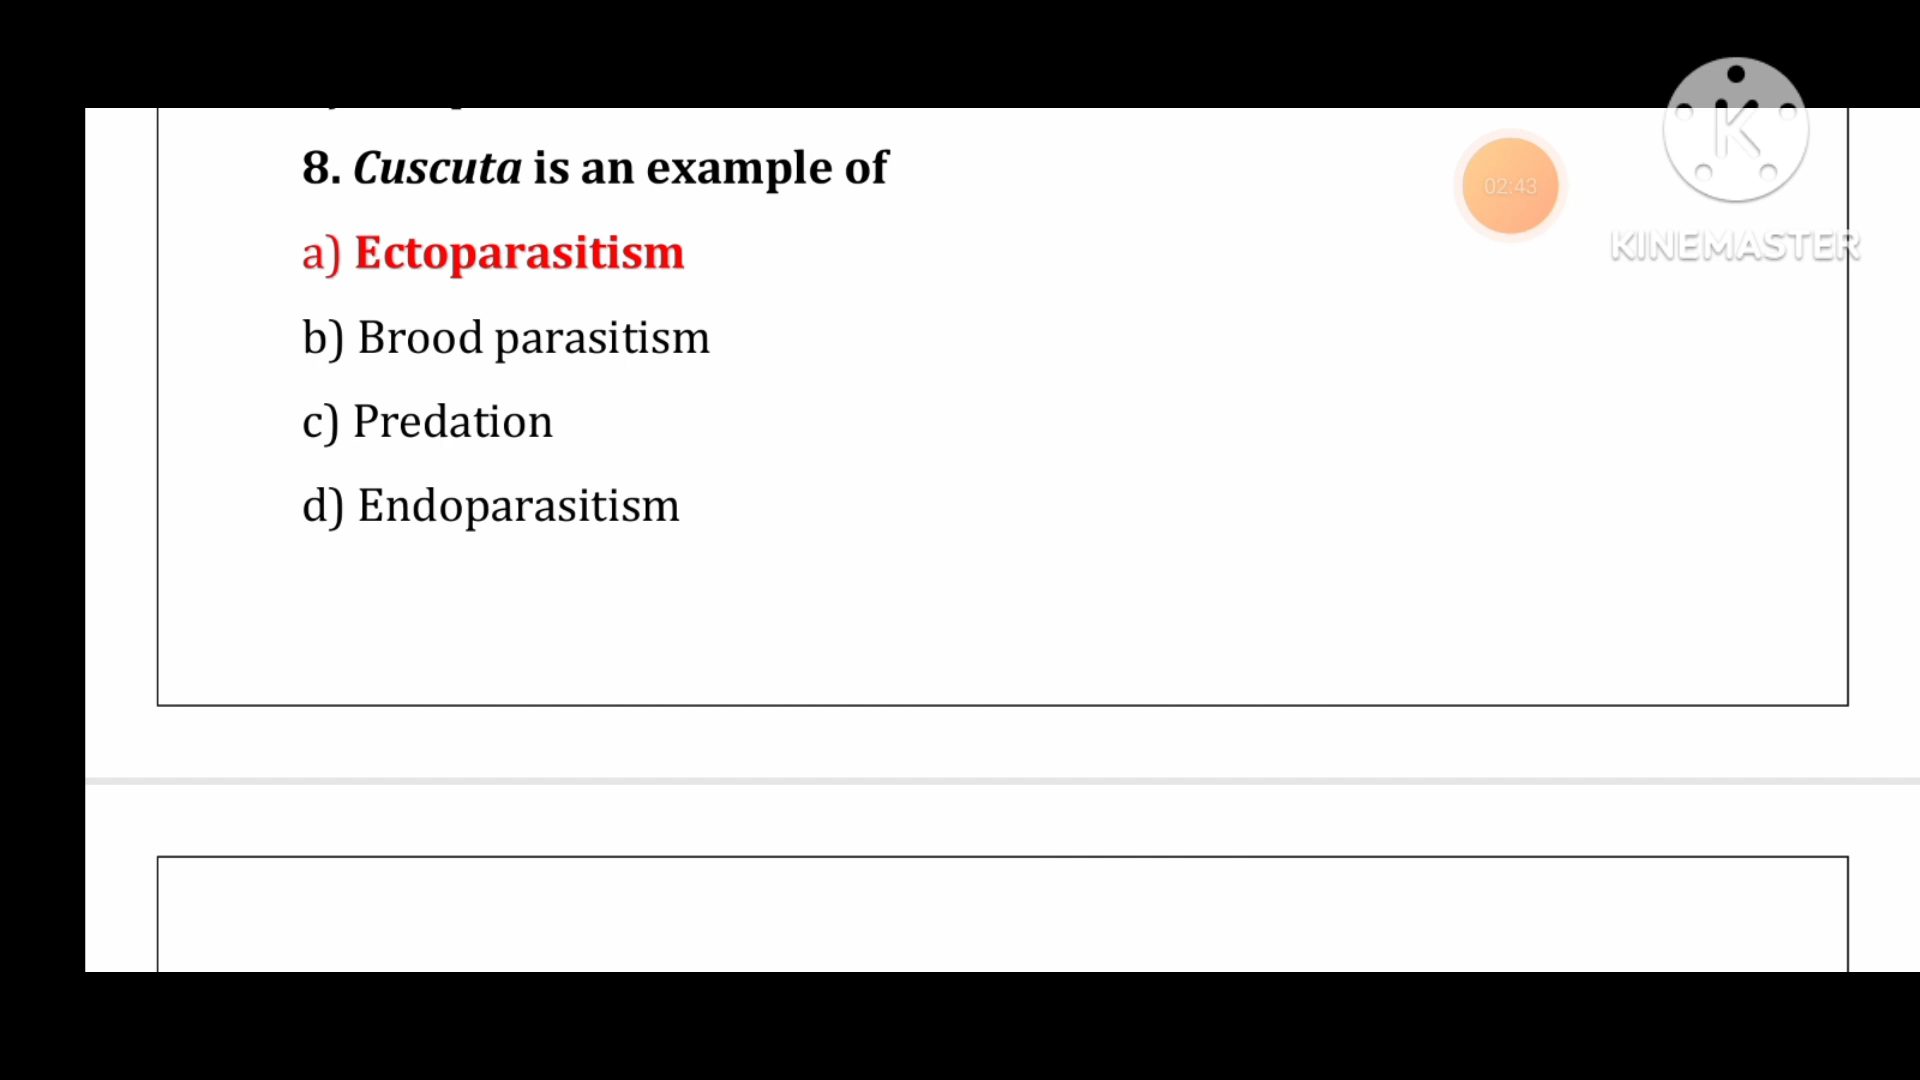 8. Cuscuta is an example of
a) Ectoparasitism
b) Brood parasitism
c) Predation
d) Endoparasitism
02:43
K
KINEMASTER